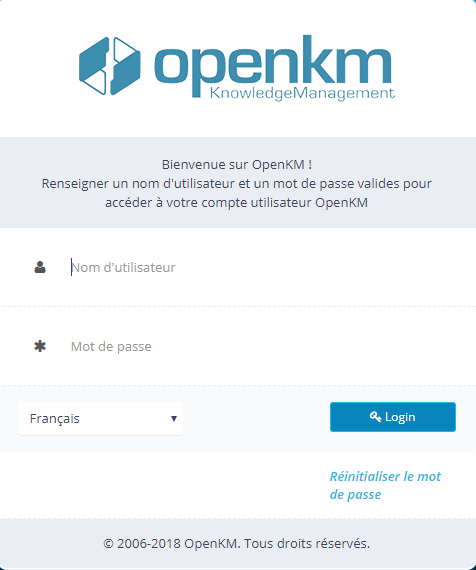 openkm
KnowledgeManagement
Bienvenue sur OpenKM !
Renseigner un nom d'utilisateur et un mot de passe valides pour
accéder à votre compte utilisateur OpenKM
Nom d'utilisateur
Mot de passe
Français
Login
Réinitialiser le mot
de passe
© 2006-2018 OpenKM. Tous droits réservés.